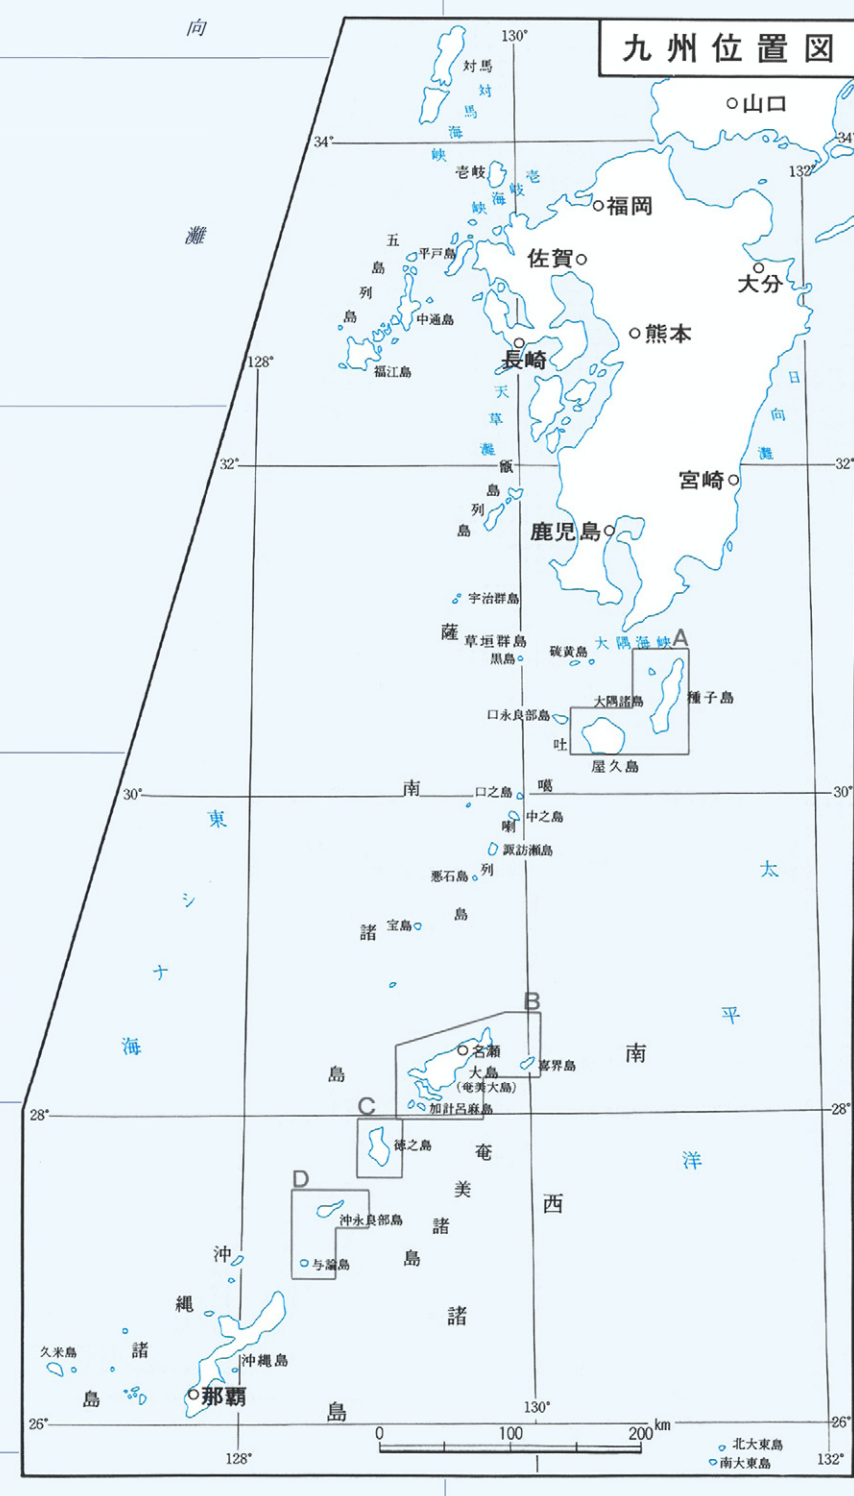 向
灘
九州位置図
130°
対馬
対馬海峡
34°
34°
132°
山口
壱岐
壱岐海峡
福岡
五島列島
平戸島
佐賀
大分
中通島
熊本
長崎
福江島
128°
天草灘
日向灘
32°
32°
甑島列島
宮崎
鹿児島
宇治群島
薩南諸島
草垣群島
黒島
硫黄島
大隅海峡
A
大隅諸島
種子島
口永良部島
屋久島
吐噶喇列島
30°
30°
口之島
中之島
諏訪瀬島
悪石島
宝島
東シナ海
太平洋
B
名瀬
大島
(奄美大島)
喜界島
加計呂麻島
南西諸島
28°
28°
C
徳之島
奄美諸島
D
沖永良部島
与論島
沖縄諸島
久米島
沖縄島
那覇
26°
26°
130°
0 100 200 km
北大東島
南大東島
128°
132°